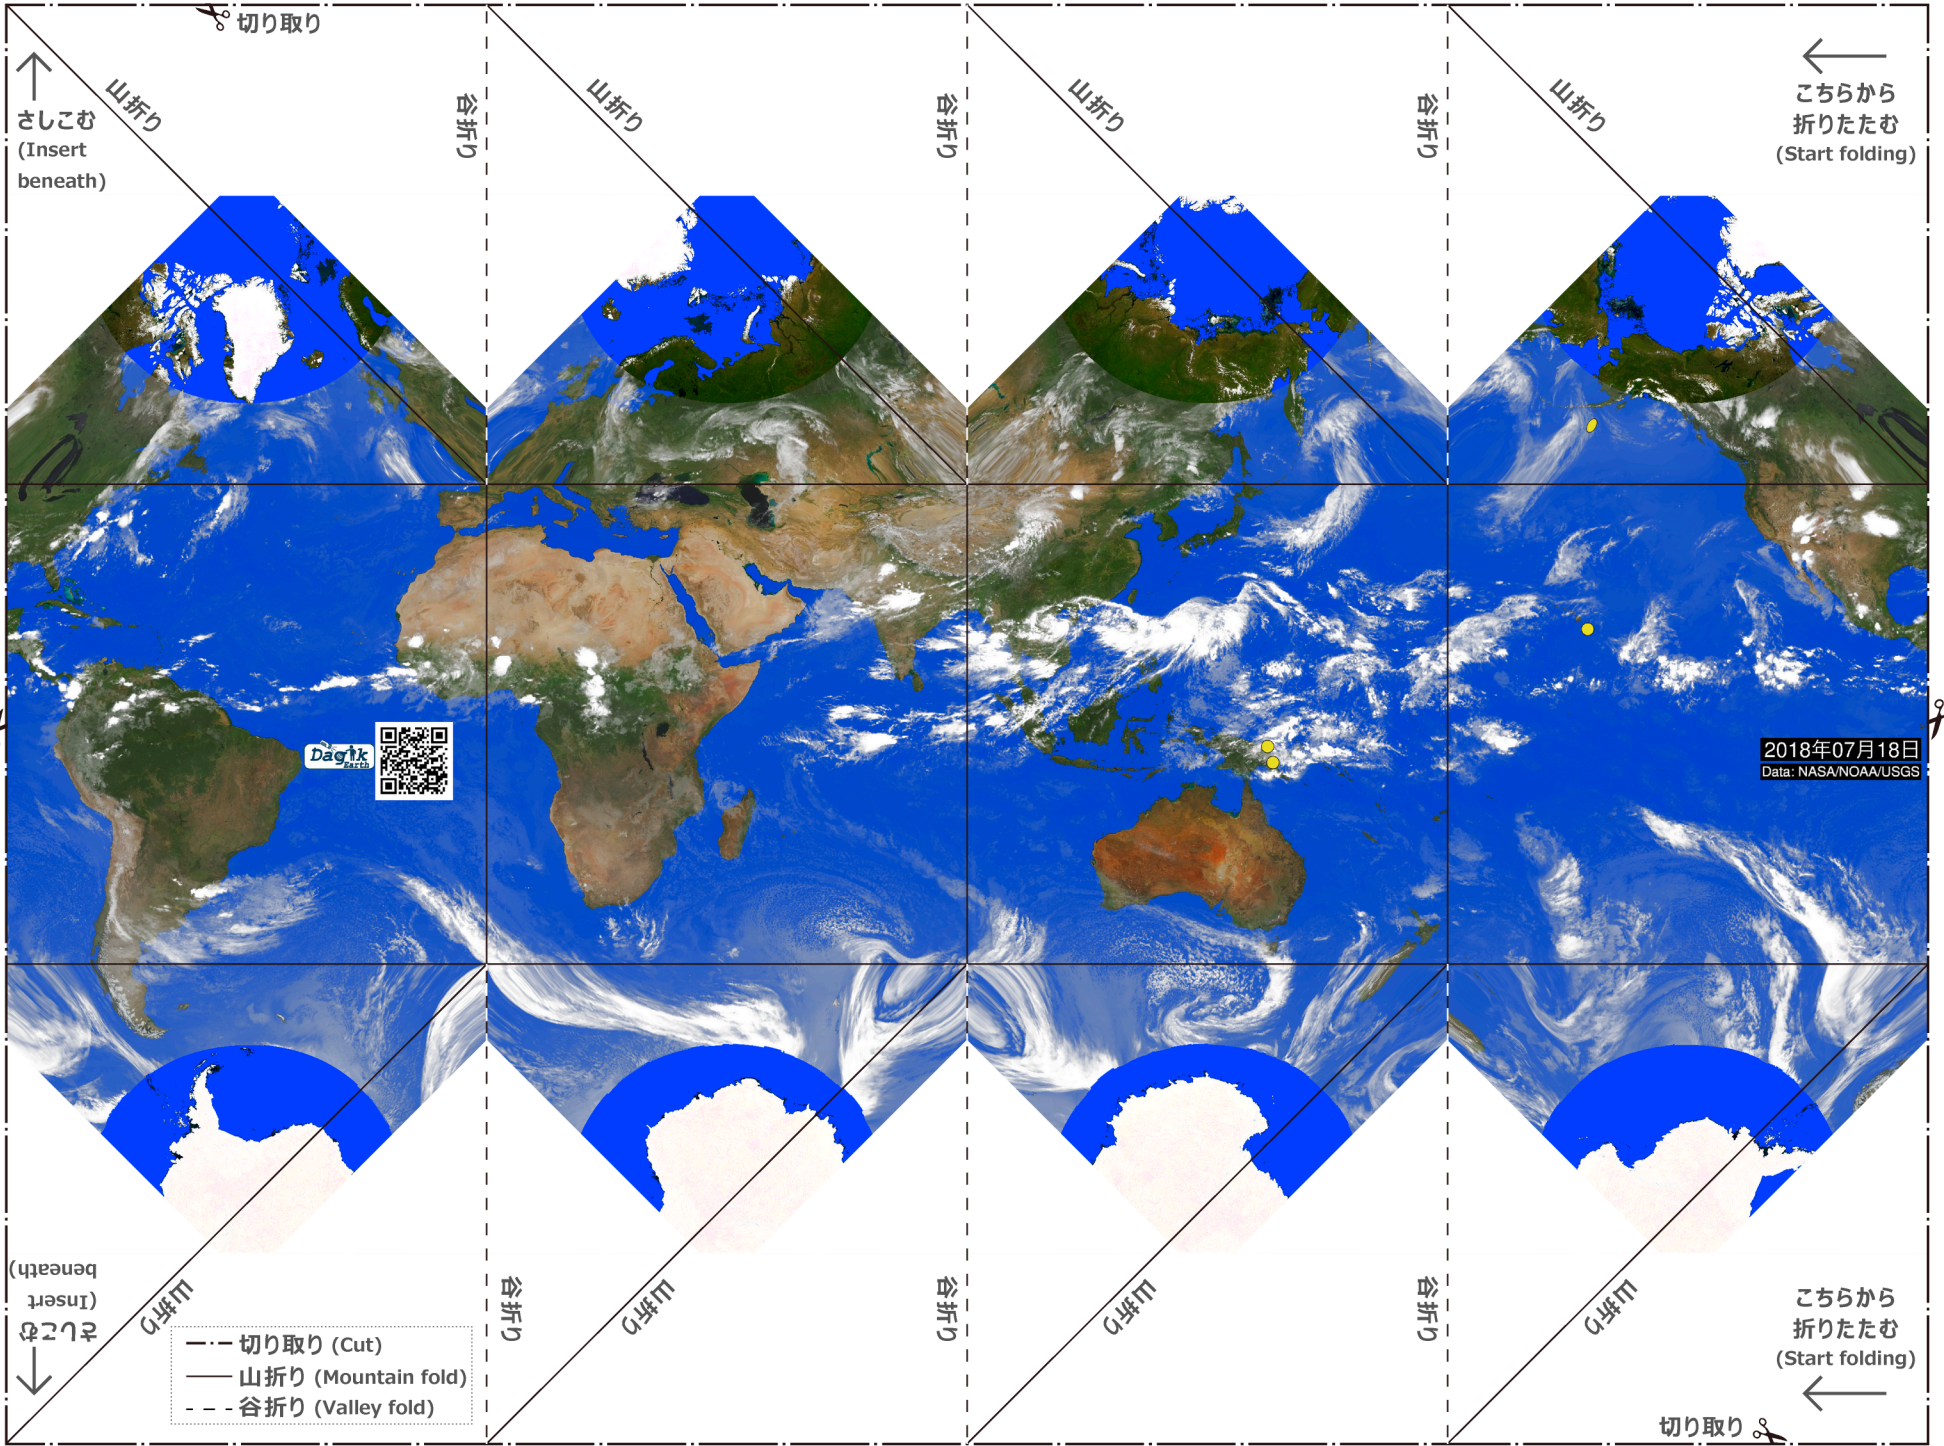 切り取り
山折り
谷折り
山折り
谷折り
山折り
谷折り
山折り
さしこむ
(Insert
beneath)
こちらから
折りたたむ
(Start folding)
Dagik
Earth
2018年07月18日
Data: NASA/NOAA/USGS
さしこむ
(Insert
beneath)
山折り
谷折り
山折り
谷折り
山折り
谷折り
山折り
こちらから
折りたたむ
(Start folding)
切り取り (Cut)
山折り (Mountain fold)
谷折り (Valley fold)
切り取り